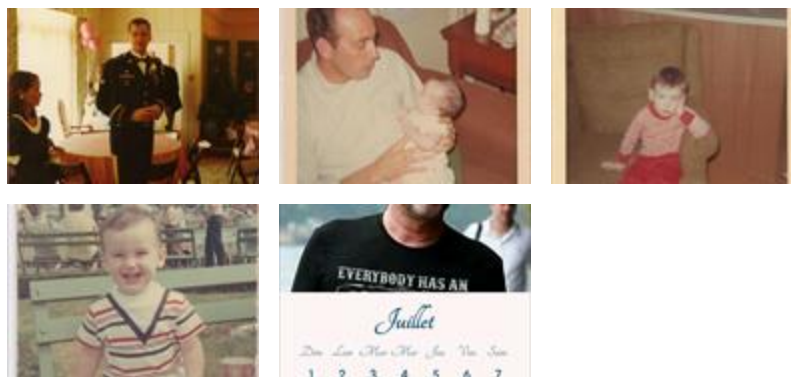 EVERYBODY HAS AN
Juillet
Dim Lun Mar Mer Jeu Ven Sam
1 2 3 4 5 6 7